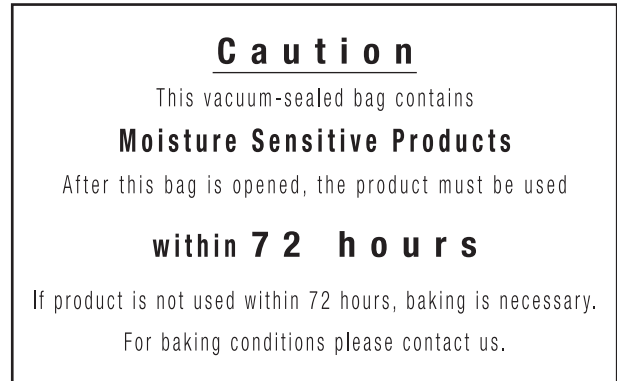 Caution
This vacuum-sealed bag contains
Moisture Sensitive Products
After this bag is opened, the product must be used
within 72 hours
If product is not used within 72 hours, baking is necessary.
For baking conditions please contact us.